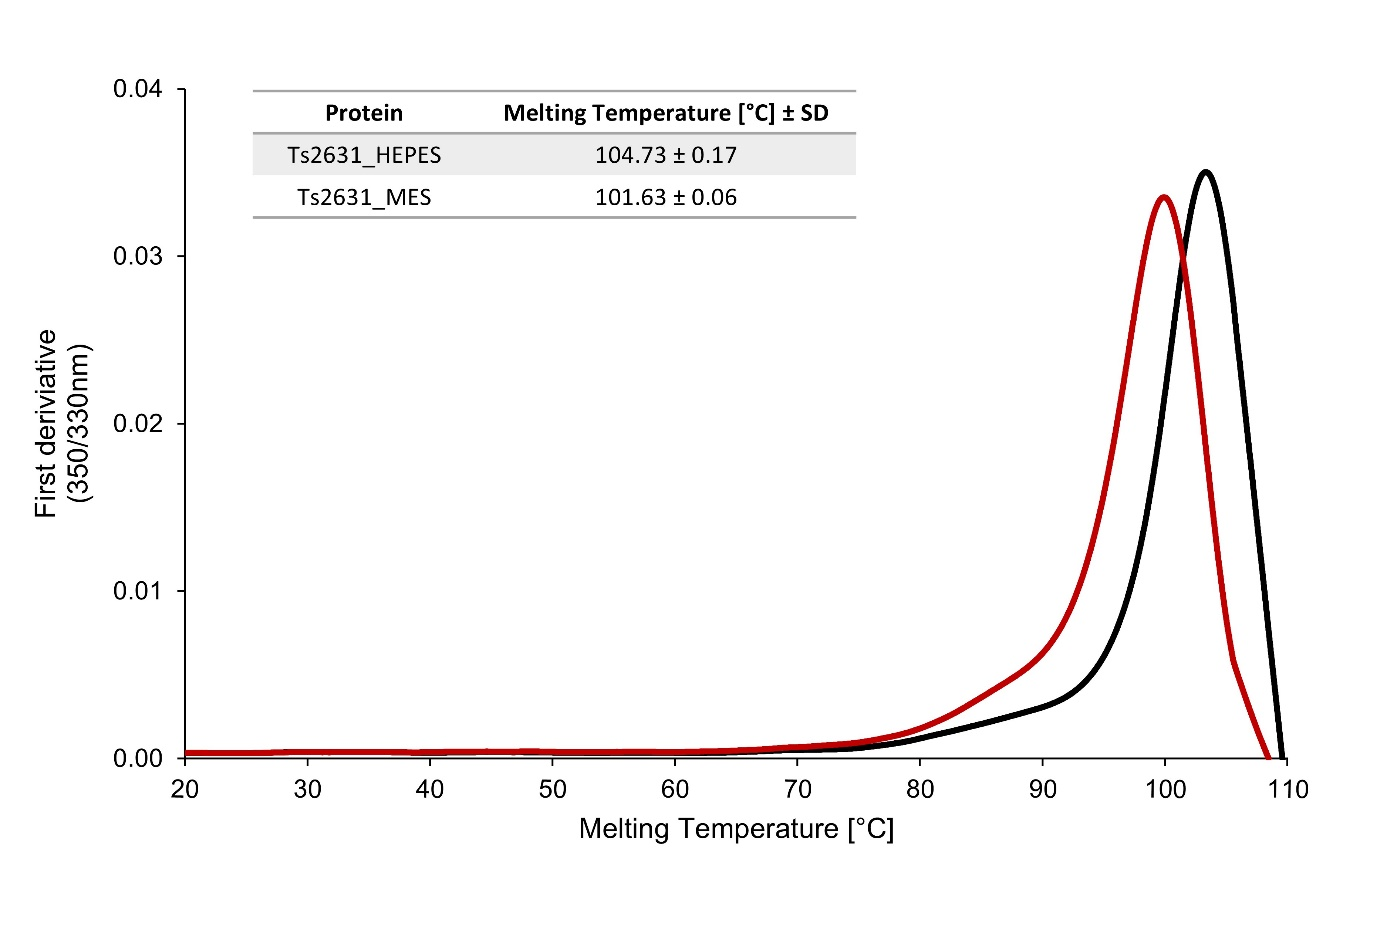 Protein Melting Temperature [°C] ± SD
Ts2631_HEPES 104.73 ± 0.17
Ts2631_MES 101.63 ± 0.06
0.04
0.03
0.02
0.01
0.00
First deriviative
(350/330nm)
20 30 40 50 60 70 80 90 100 110
Melting Temperature [°C]